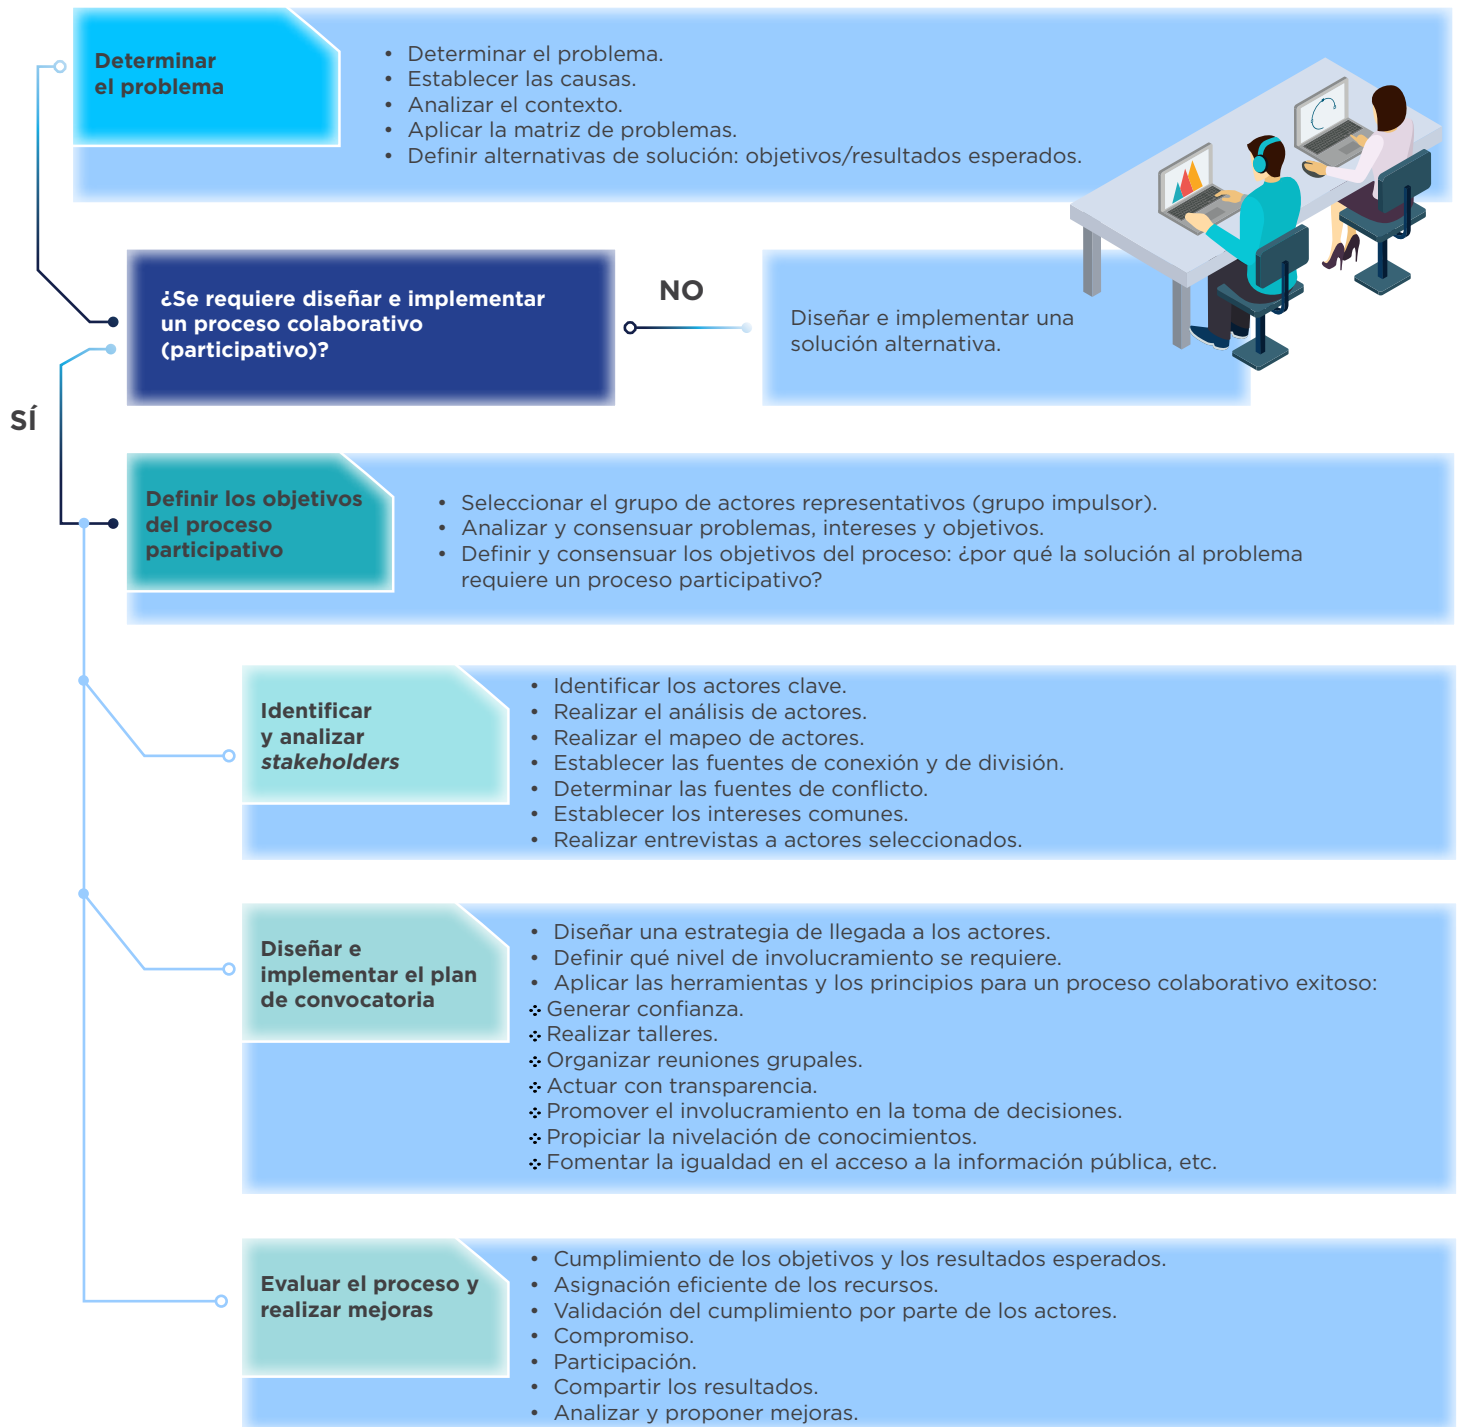 Determinar
el problema
• Determinar el problema.
• Establecer las causas.
• Analizar el contexto.
• Aplicar la matriz de problemas.
• Definir alternativas de solución: objetivos/resultados esperados.
¿Se requiere diseñar e implementar
un proceso colaborativo
(participativo)?
NO
Diseñar e implementar una
solución alternativa.
SÍ
Definir los objetivos
del proceso
participativo
• Seleccionar el grupo de actores representativos (grupo impulsor).
• Analizar y consensuar problemas, intereses y objetivos.
• Definir y consensuar los objetivos del proceso: ¿por qué la solución al problema
requiere un proceso participativo?
Identificar
y analizar
stakeholders
• Identificar los actores clave.
• Realizar el análisis de actores.
• Realizar el mapeo de actores.
• Establecer las fuentes de conexión y de división.
• Determinar las fuentes de conflicto.
• Establecer los intereses comunes.
• Realizar entrevistas a actores seleccionados.
Diseñar e
implementar el plan
de convocatoria
• Diseñar una estrategia de llegada a los actores.
• Definir qué nivel de involucramiento se requiere.
• Aplicar las herramientas y los principios para un proceso colaborativo exitoso:
Generar confianza.
Realizar talleres.
Organizar reuniones grupales.
Actuar con transparencia.
Promover el involucramiento en la toma de decisiones.
Propiciar la nivelación de conocimientos.
Fomentar la igualdad en el acceso a la información pública, etc.
Evaluar el proceso y
realizar mejoras
• Cumplimiento de los objetivos y los resultados esperados.
• Asignación eficiente de los recursos.
• Validación del cumplimiento por parte de los actores.
• Compromiso.
• Participación.
• Compartir los resultados.
• Analizar y proponer mejoras.